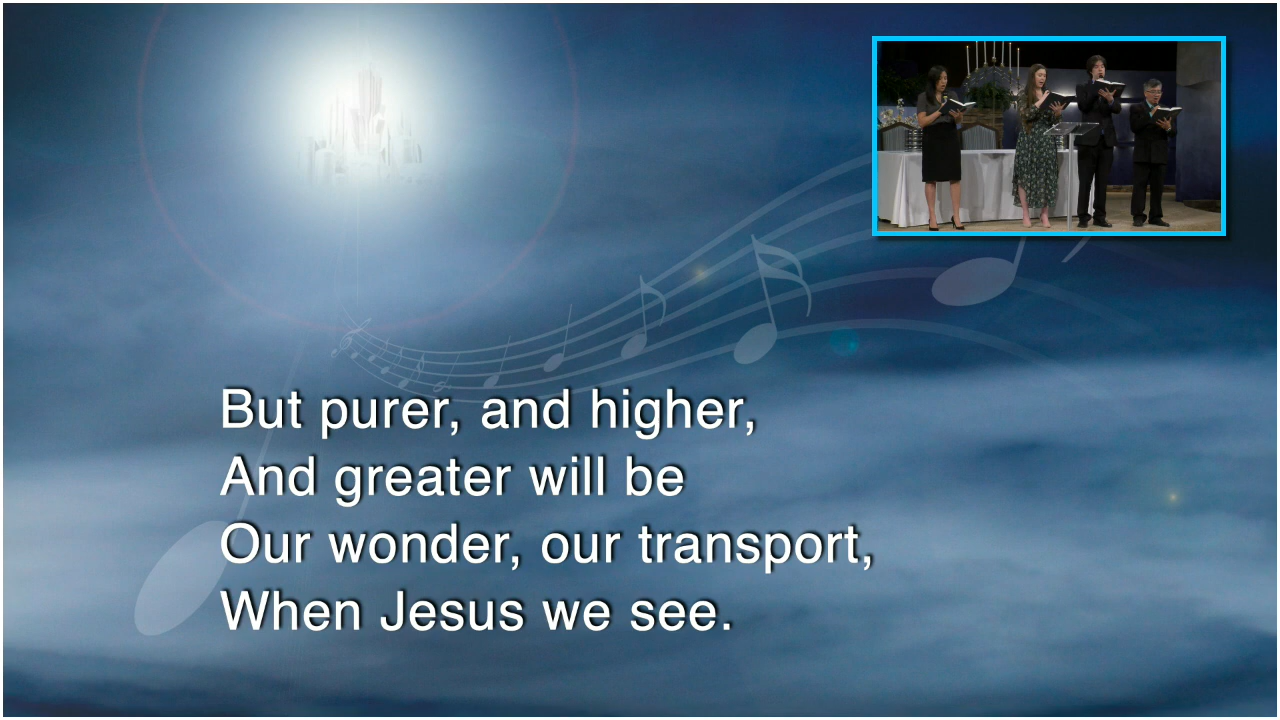 But purer, and higher,
And greater will be
Our wonder, our transport,
When Jesus we see.